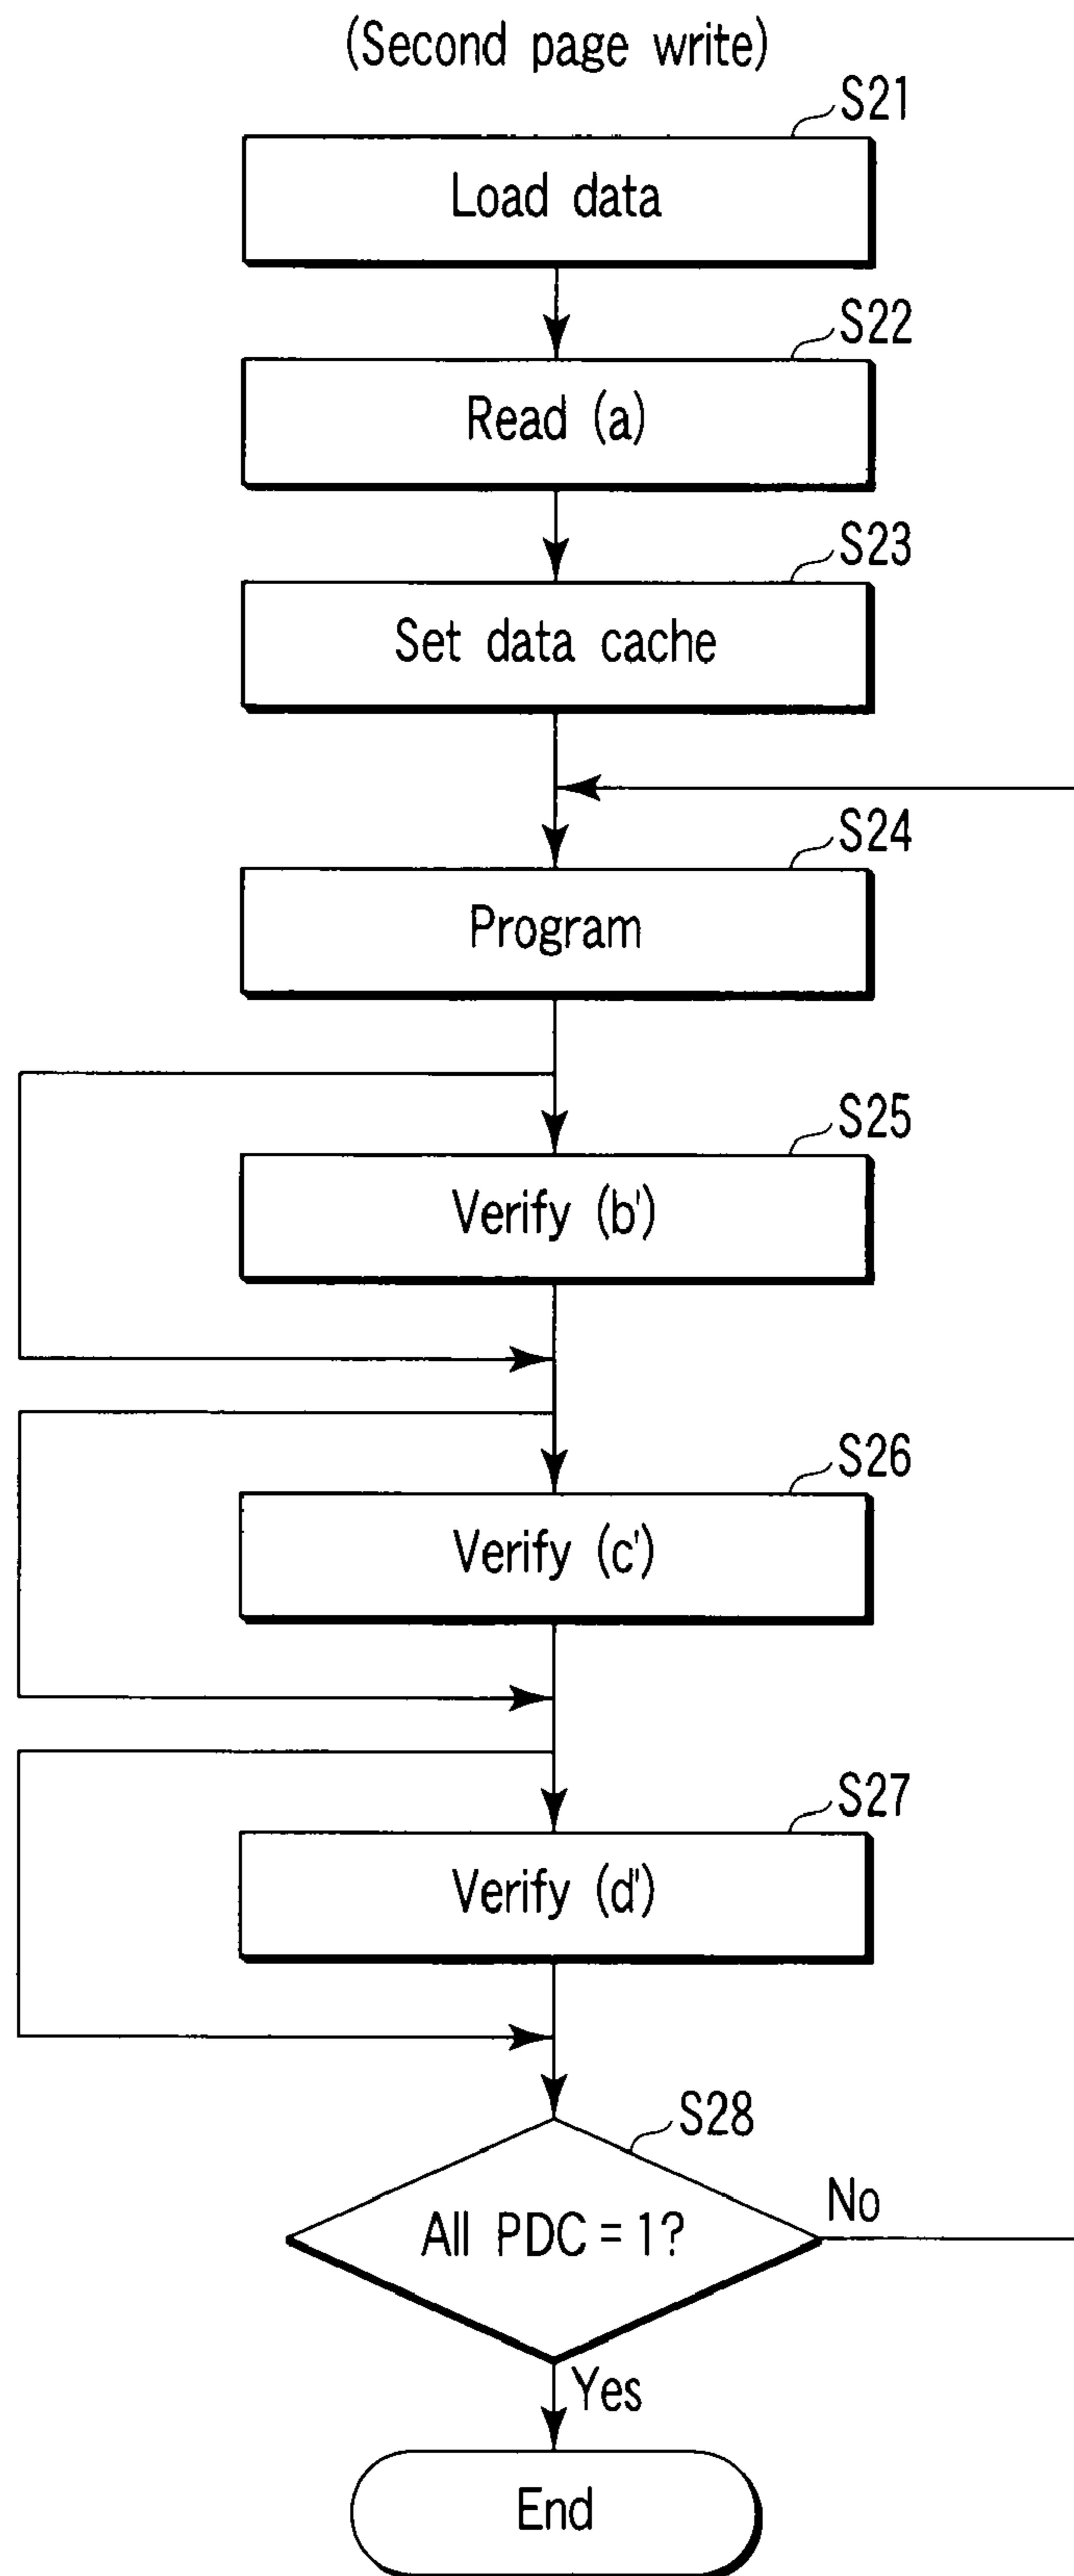 (Second page write)
S21
Load data
S22
Read (a)
S23
Set data cache
S24
Program
S25
Verify (b')
S26
Verify (c')
S27
Verify (d')
S28
All PDC = 1?
No
Yes
End